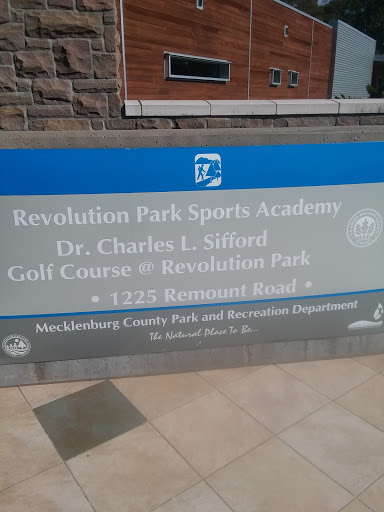 Revolution Park Sports Academy
Dr. Charles L. Sifford
Golf Course @ Revolution Park
• 1225 Remount Road •
Mecklenburg County Park and Recreation Department
The Natural Place To Be...